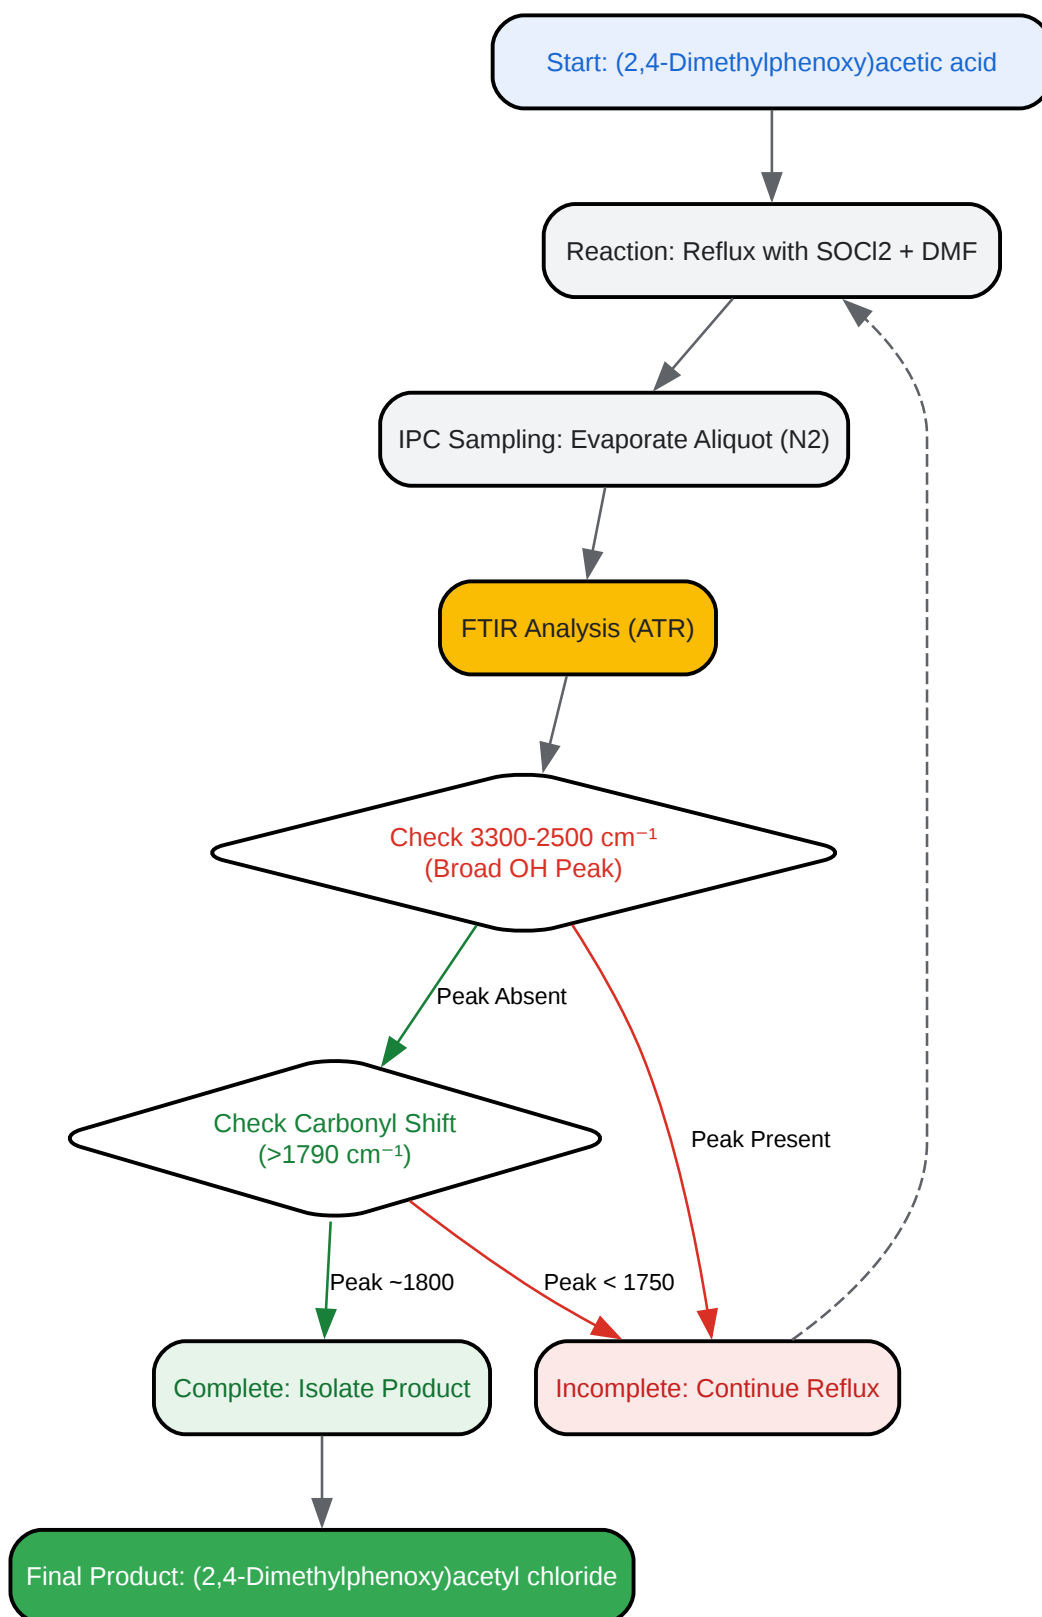 Start: (2,4-Dimethylphenoxy)acetic acid
Reaction: Reflux with SOCl2 + DMF
IPC Sampling: Evaporate Aliquot (N2)
FTIR Analysis (ATR)
Check 3300-2500 cm⁻¹
(Broad OH Peak)
Peak Absent
Check Carbonyl Shift
(>1790 cm⁻¹)
Peak Present
Peak ~1800
Peak < 1750
Complete: Isolate Product
Incomplete: Continue Reflux
Final Product: (2,4-Dimethylphenoxy)acetyl chloride